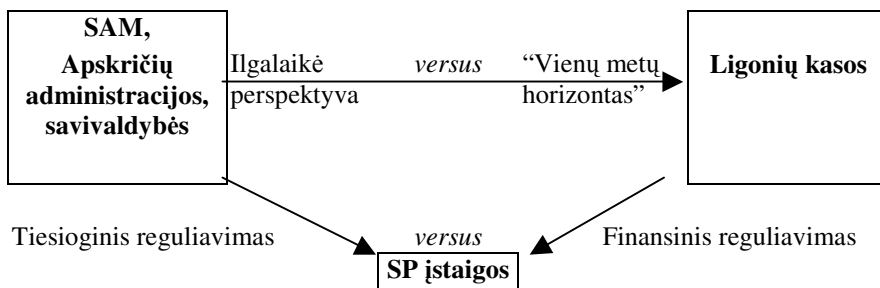 SAM,
Apskričių
administracijos,
savivaldybės
Ilgalaikė versus “Vienų metų
perspektyva horizontas”
Ligonių kasos
Tiesioginis reguliavimas versus Finansinis reguliavimas
SP įstaigos